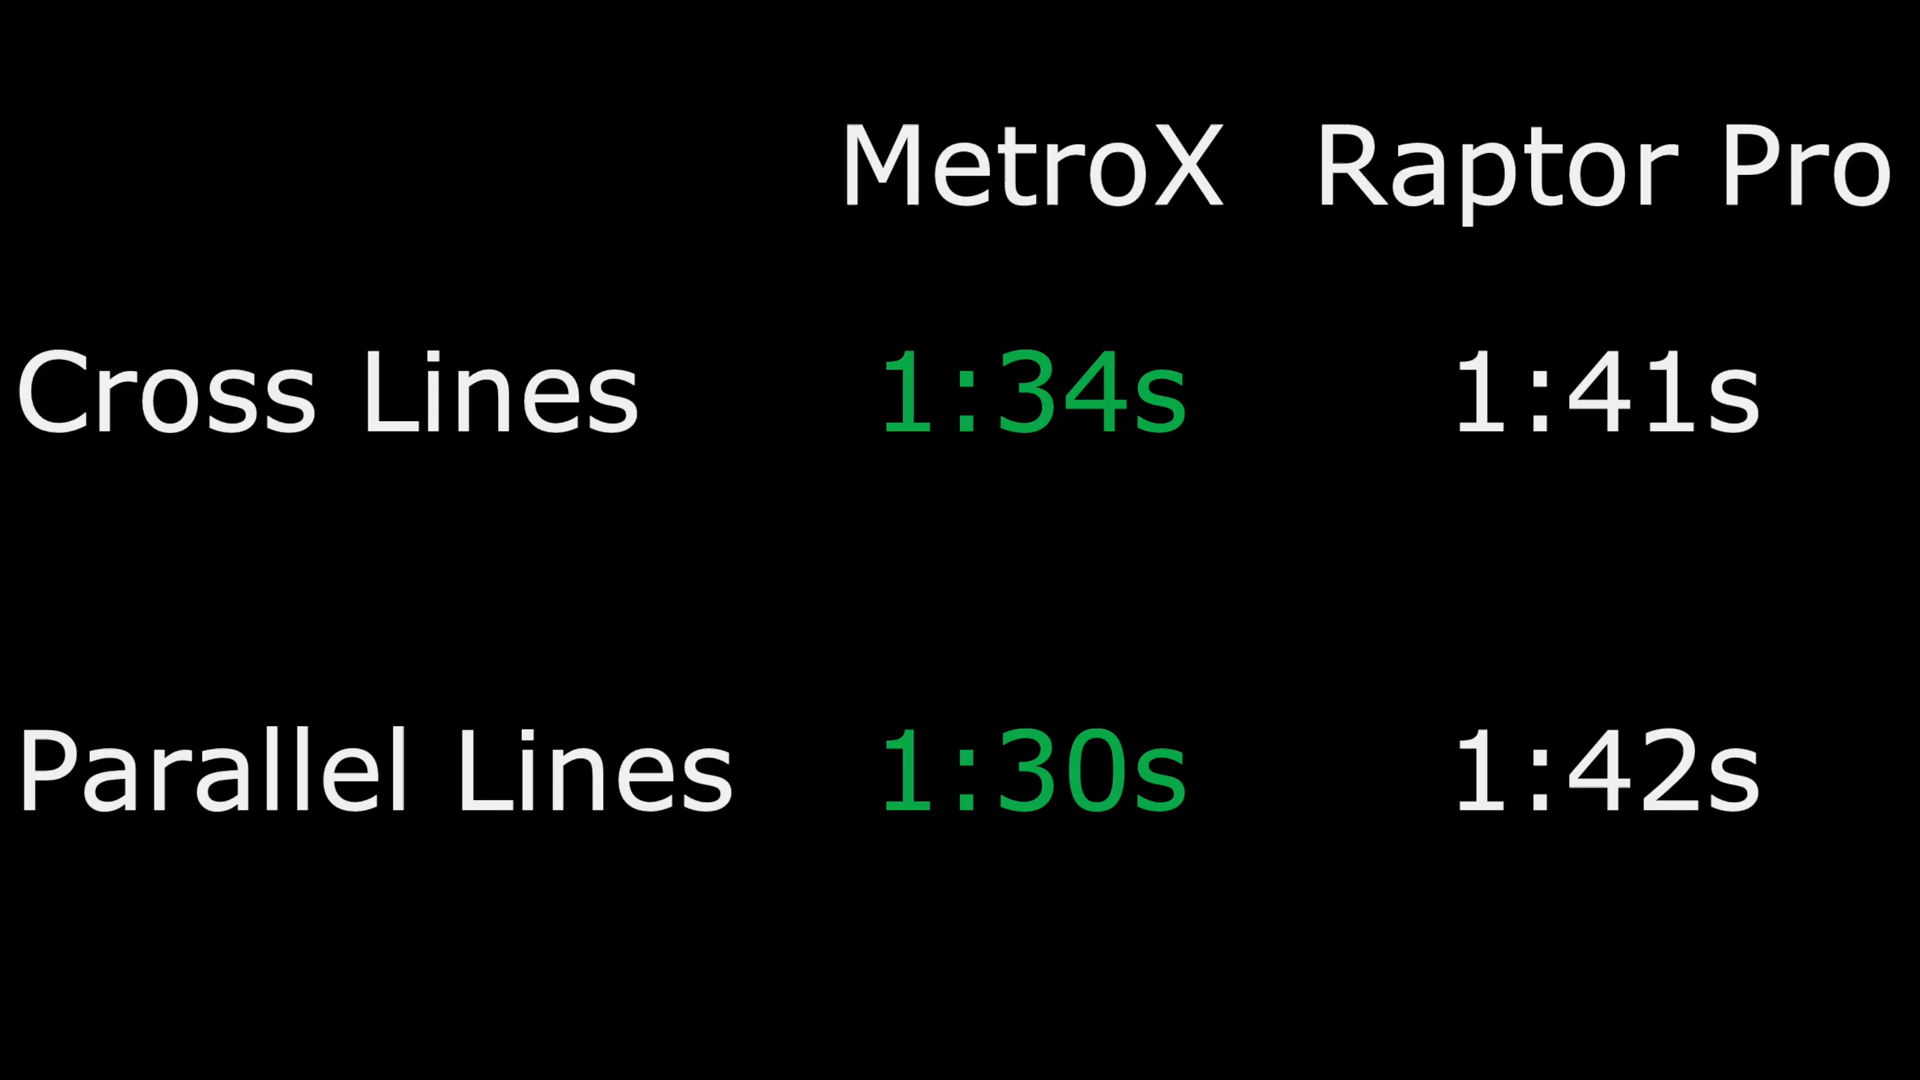 MetroX Raptor Pro
Cross Lines 1:34s 1:41s
Parallel Lines 1:30s 1:42s